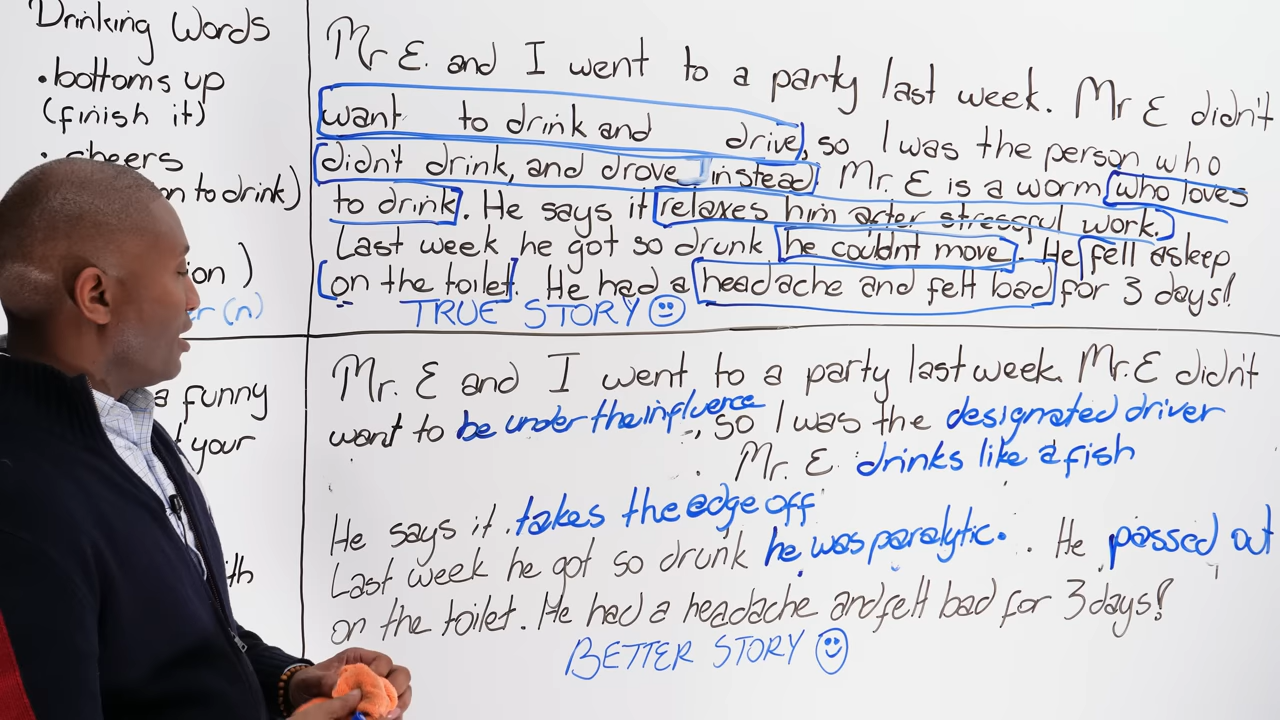 Drinking Words
• bottoms up
(finish it)
• cheers
on to drink)
ion )
er (n)
a funny
your
ith
Mr E. and I went to a party last week. Mr E didn't
want to drink and drive, so I was the person who
didn't drink, and drove instead. Mr. E is a worm who loves
to drink. He says it relaxes him after stressful work.
Last week he got so drunk he couldnt move. He fell asleep
on the toilet. He had a headache and felt bad for 3 days!
TRUE STORY
Mr. E and I went to a party last week. Mr. E didn't
want to be under the influence, so I was the designated driver
. Mr. E drinks like a fish
He says it takes the edge off
Last week he got so drunk he was paralytic. . He passed out
on the toilet. He had a headache and felt bad for 3 days!
BETTER STORY